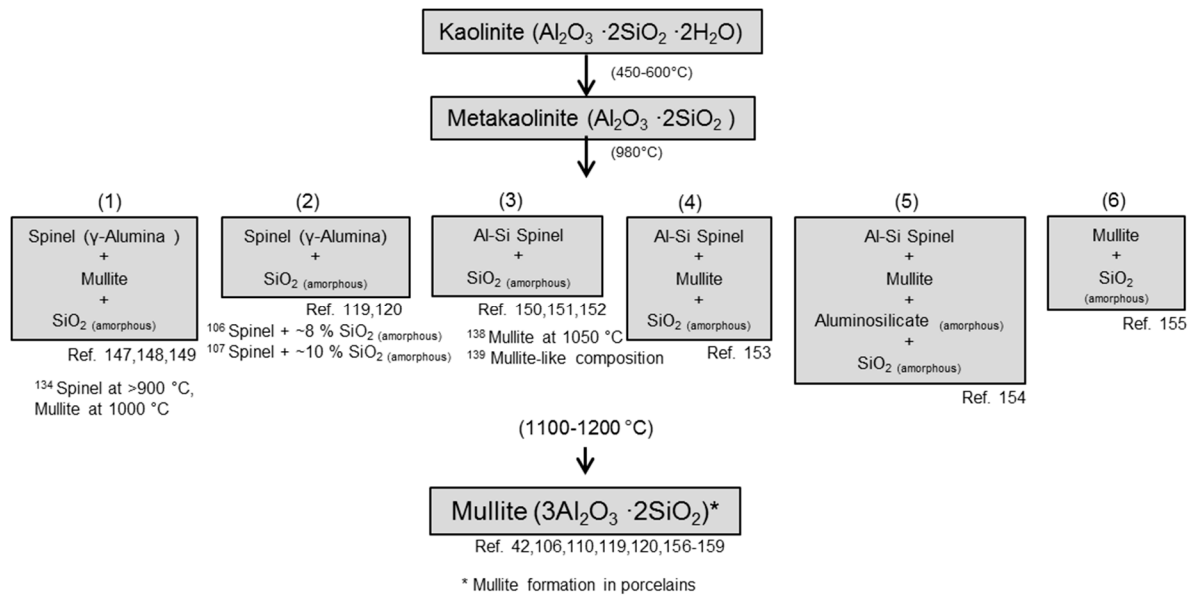 Kaolinite (Al₂O₃ ·2SiO₂ ·2H₂O)
(450-600°C)
Metakaolinite (Al₂O₃ ·2SiO₂ )
(980°C)
(1)
Spinel (γ-Alumina )
+
Mullite
+
SiO₂ (amorphous)
Ref. 147,148,149
¹³⁴ Spinel at >900 °C,
Mullite at 1000 °C
(2)
Spinel (γ-Alumina)
+
SiO₂ (amorphous)
Ref. 119,120
¹⁰⁶ Spinel + ~8 % SiO₂ (amorphous)
¹⁰⁷ Spinel + ~10 % SiO₂ (amorphous)
(3)
Al-Si Spinel
+
SiO₂ (amorphous)
Ref. 150,151,152
¹³⁸ Mullite at 1050 °C
¹³⁹ Mullite-like composition
(4)
Al-Si Spinel
+
Mullite
+
SiO₂ (amorphous)
Ref. 153
(5)
Al-Si Spinel
+
Mullite
+
Aluminosilicate (amorphous)
+
SiO₂ (amorphous)
Ref. 154
(6)
Mullite
+
SiO₂
(amorphous)
Ref. 155
(1100-1200 °C)
Mullite (3Al₂O₃ ·2SiO₂)*
Ref. 42,106,110,119,120,156-159
* Mullite formation in porcelains